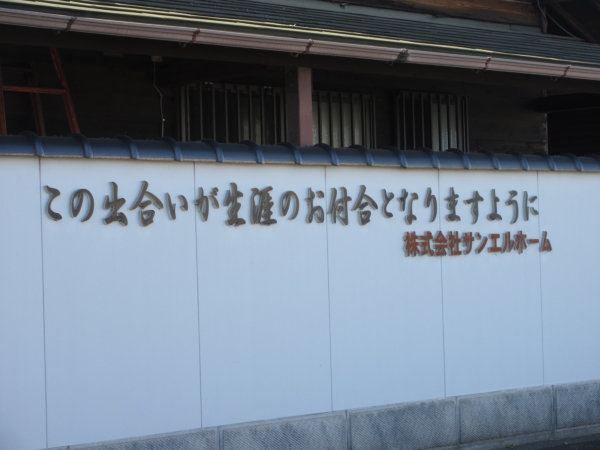 この出合いが生涯のお付合となりますように
株式会社サンエルホーム